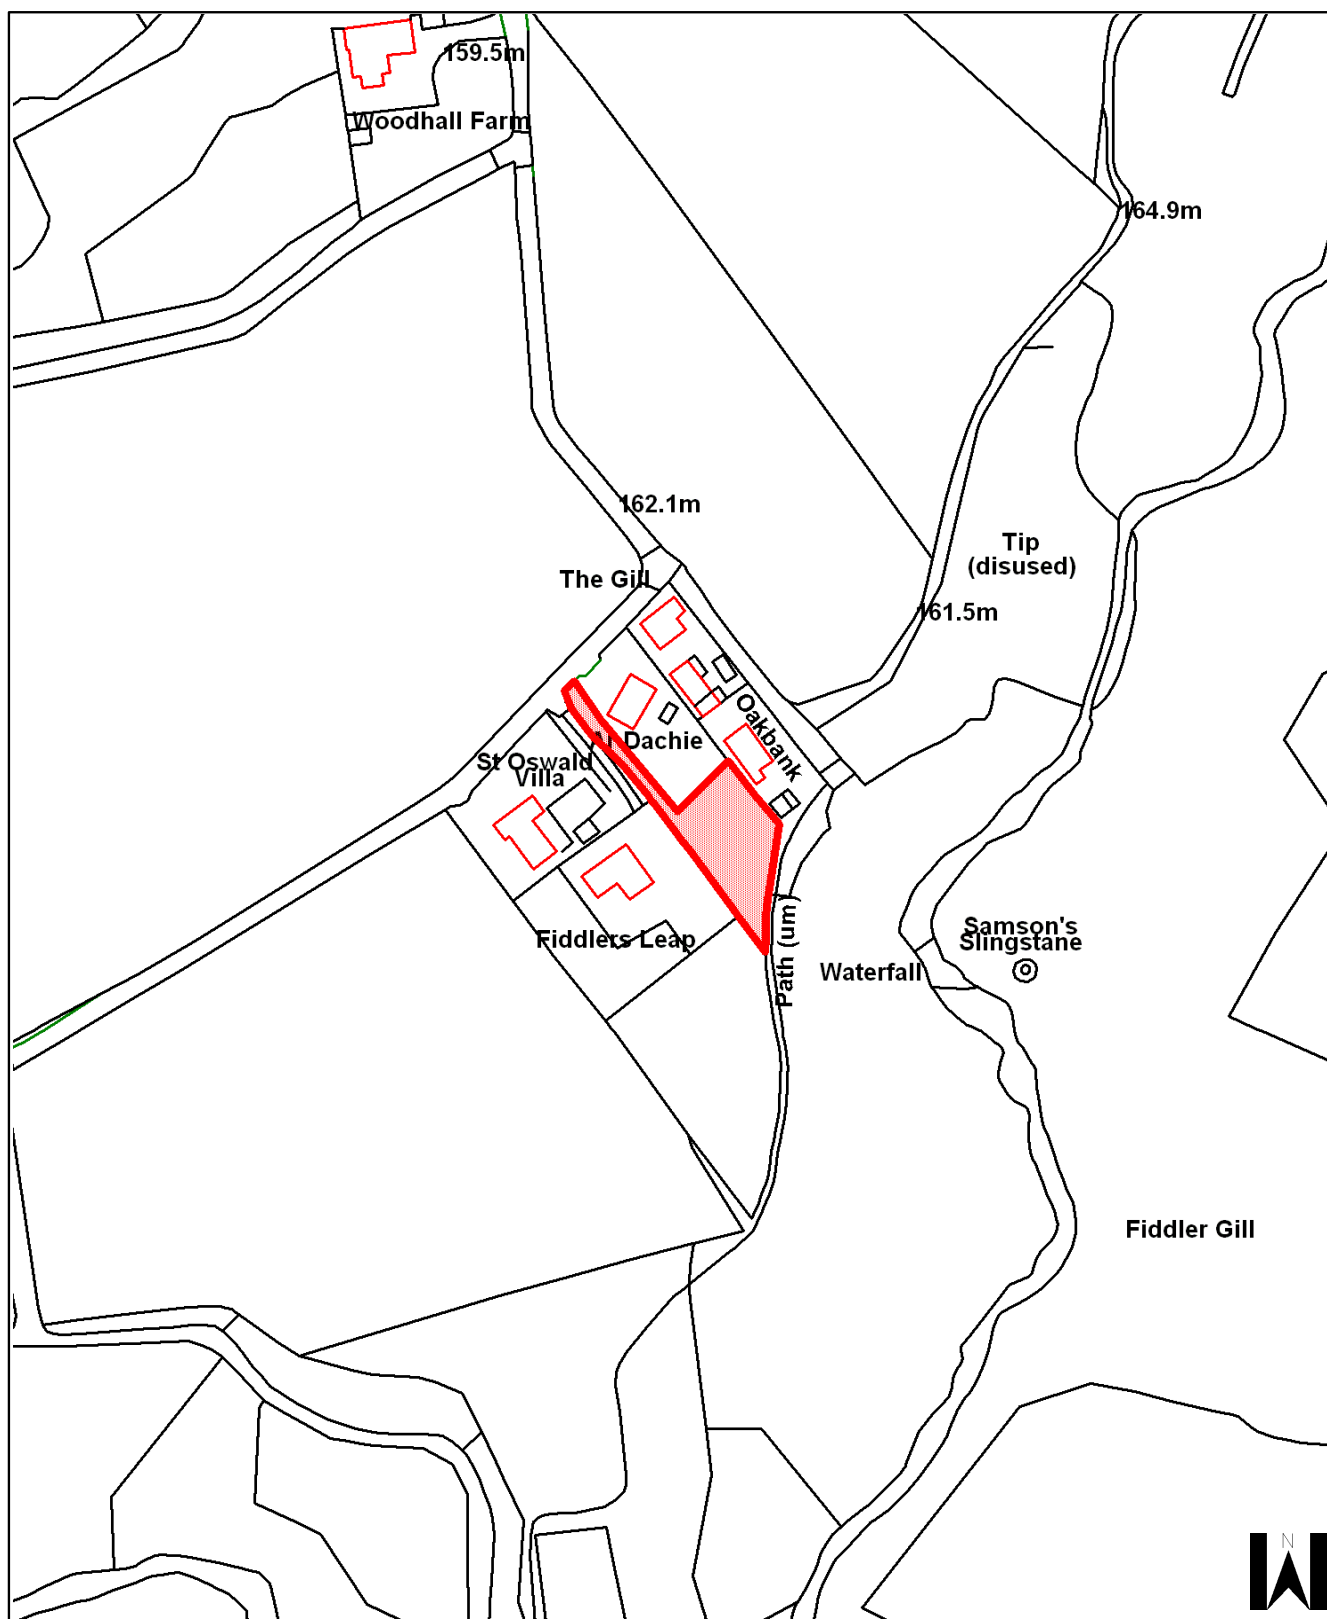 159.5m
Woodhall Farm
164.9m
162.1m
Tip
(disused)
The Gill
161.5m
Oakbank
Dachie
St Oswald
Villa
Samson's
Slingstane
Fiddlers Leap
Path (um)
Waterfall
Fiddler Gill
N